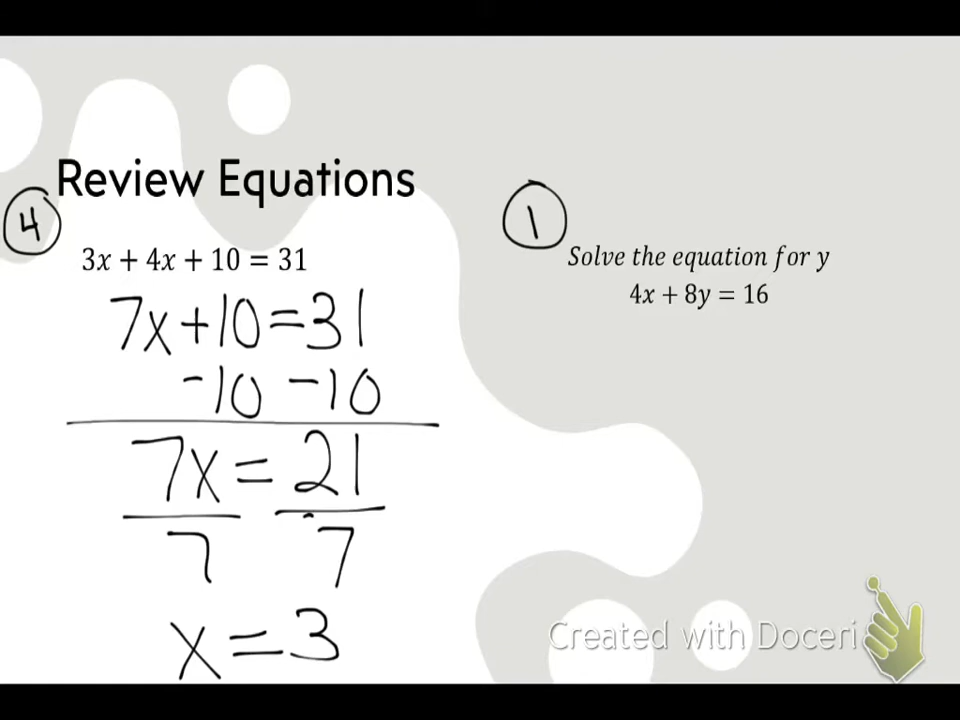 Review Equations
4
3x + 4x + 10 = 31
7x+10=31
-10 -10
7x = 21
7 7
x = 3
1
Solve the equation for y
4x + 8y = 16
Created with Doceri